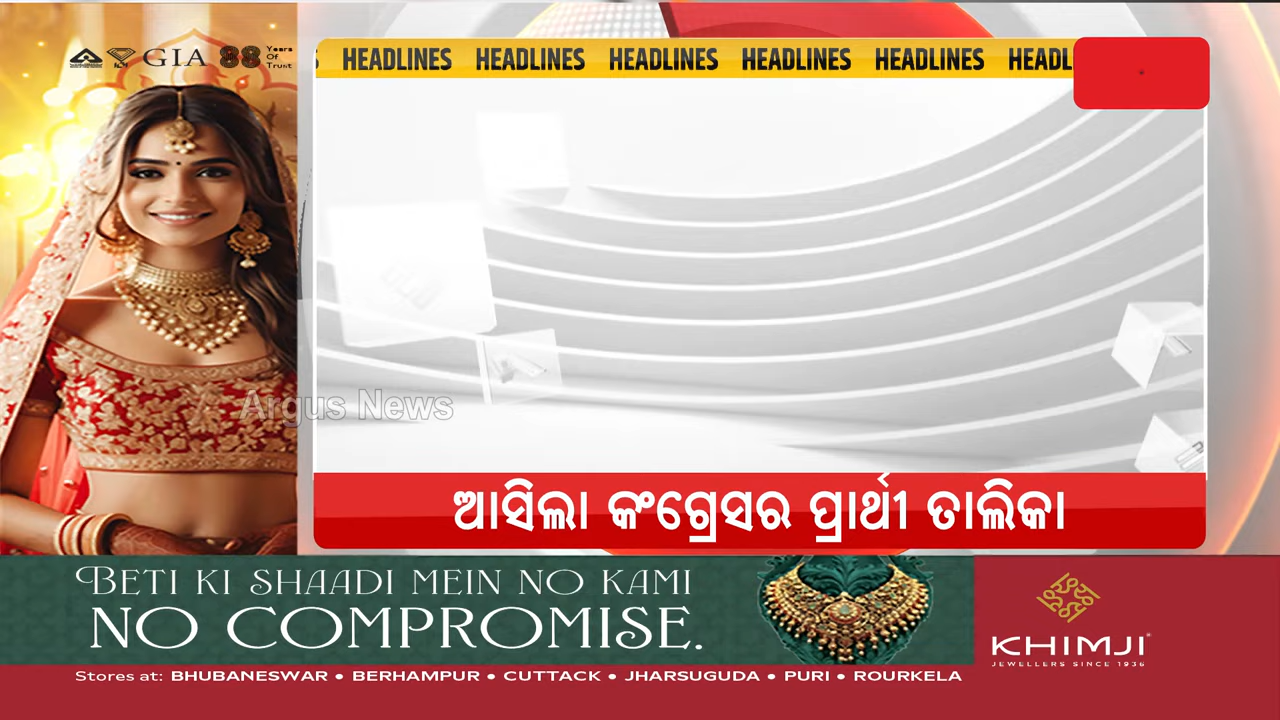 GIA 88 Years Of Trust
HEADLINES HEADLINES HEADLINES HEADLINES HEADLINES HEADL
Argus News
ଆସିଲା କଂଗ୍ରେସର ପ୍ରାର୍ଥୀ ତାଲିକା
BETI KI SHAADI MEIN NO KAMI
NO COMPROMISE.
KHIMJI
JEWELLERS SINCE 1936
Stores at: BHUBANESWAR • BERHAMPUR • CUTTACK • JHARSUGUDA • PURI • ROURKELA